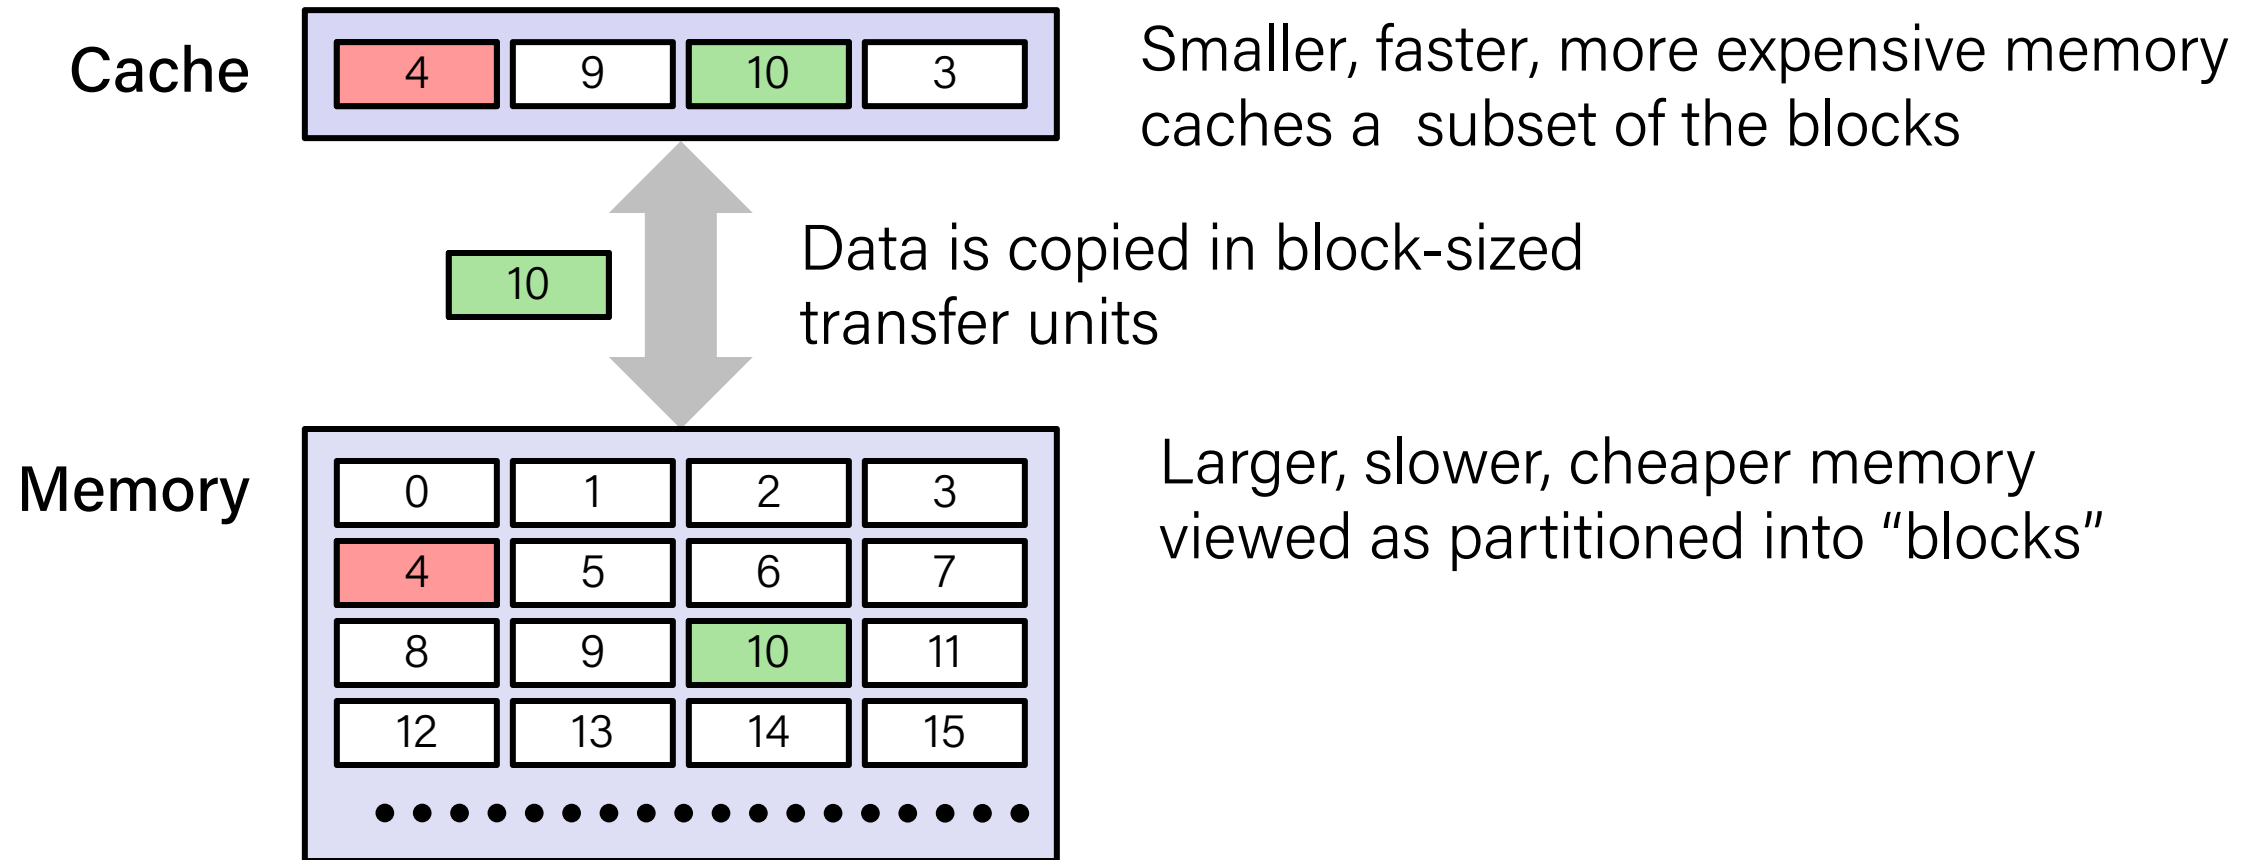 Cache
4 9 10 3
Smaller, faster, more expensive memory
caches a  subset of the blocks
10
Data is copied in block-sized
transfer units
Memory
0 1 2 3
4 5 6 7
8 9 10 11
12 13 14 15
Larger, slower, cheaper memory
viewed as partitioned into “blocks”